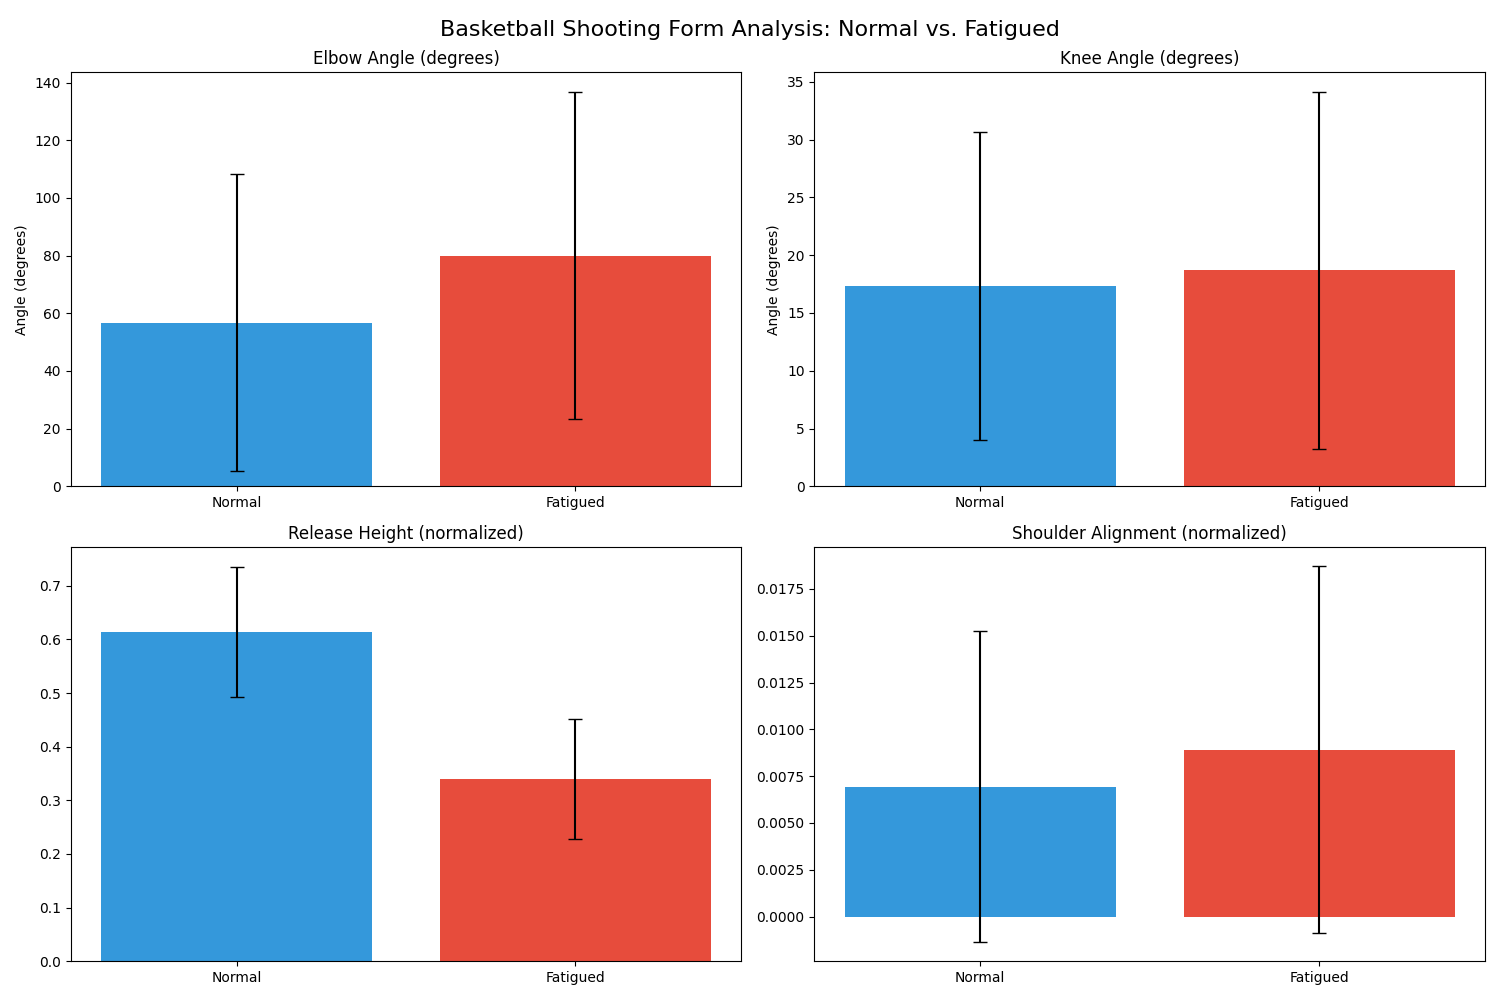 Basketball Shooting Form Analysis: Normal vs. Fatigued
Elbow Angle (degrees)
Angle (degrees)
140
120
100
80
60
40
20
0
Normal Fatigued
Knee Angle (degrees)
Angle (degrees)
35
30
25
20
15
10
5
0
Normal Fatigued
Release Height (normalized)
0.7
0.6
0.5
0.4
0.3
0.2
0.1
0.0
Normal Fatigued
Shoulder Alignment (normalized)
0.0175
0.0150
0.0125
0.0100
0.0075
0.0050
0.0025
0.0000
Normal Fatigued